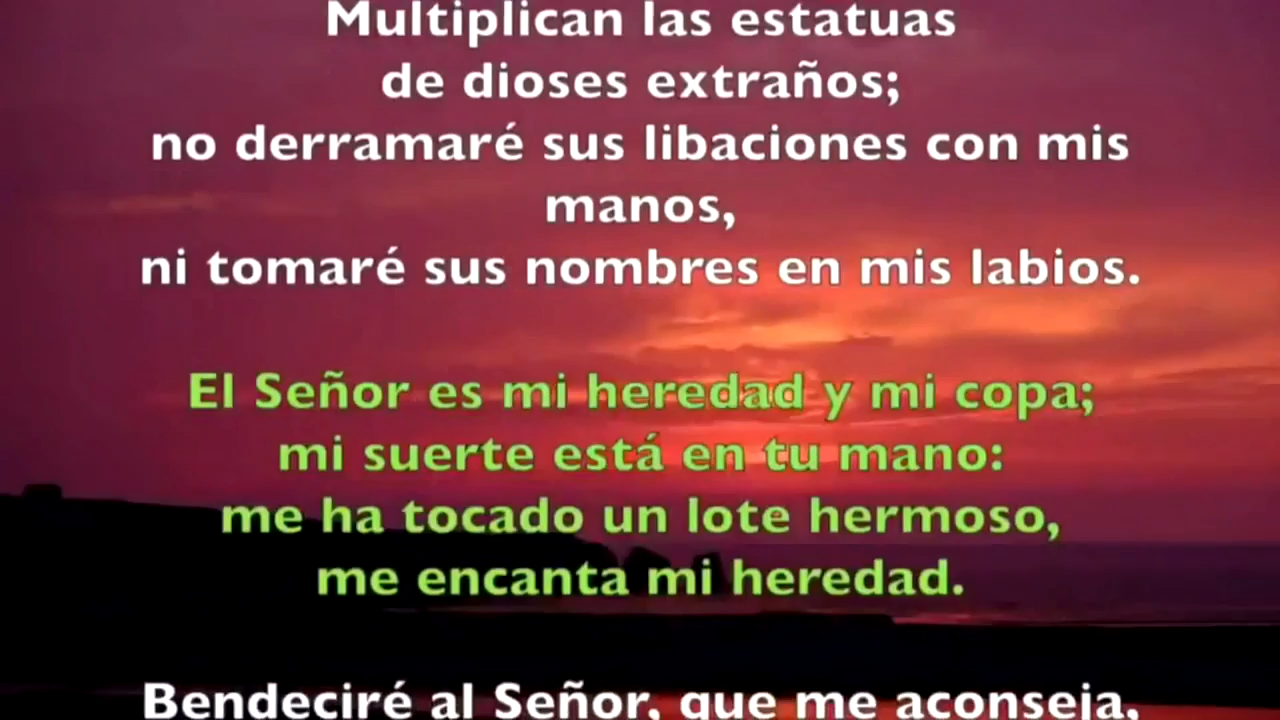 Multiplican las estatuas
de dioses extraños;
no derramaré sus libaciones con mis
manos,
ni tomaré sus nombres en mis labios.
El Señor es mi heredad y mi copa;
mi suerte está en tu mano:
me ha tocado un lote hermoso,
me encanta mi heredad.
Bendeciré al Señor, que me aconseja,